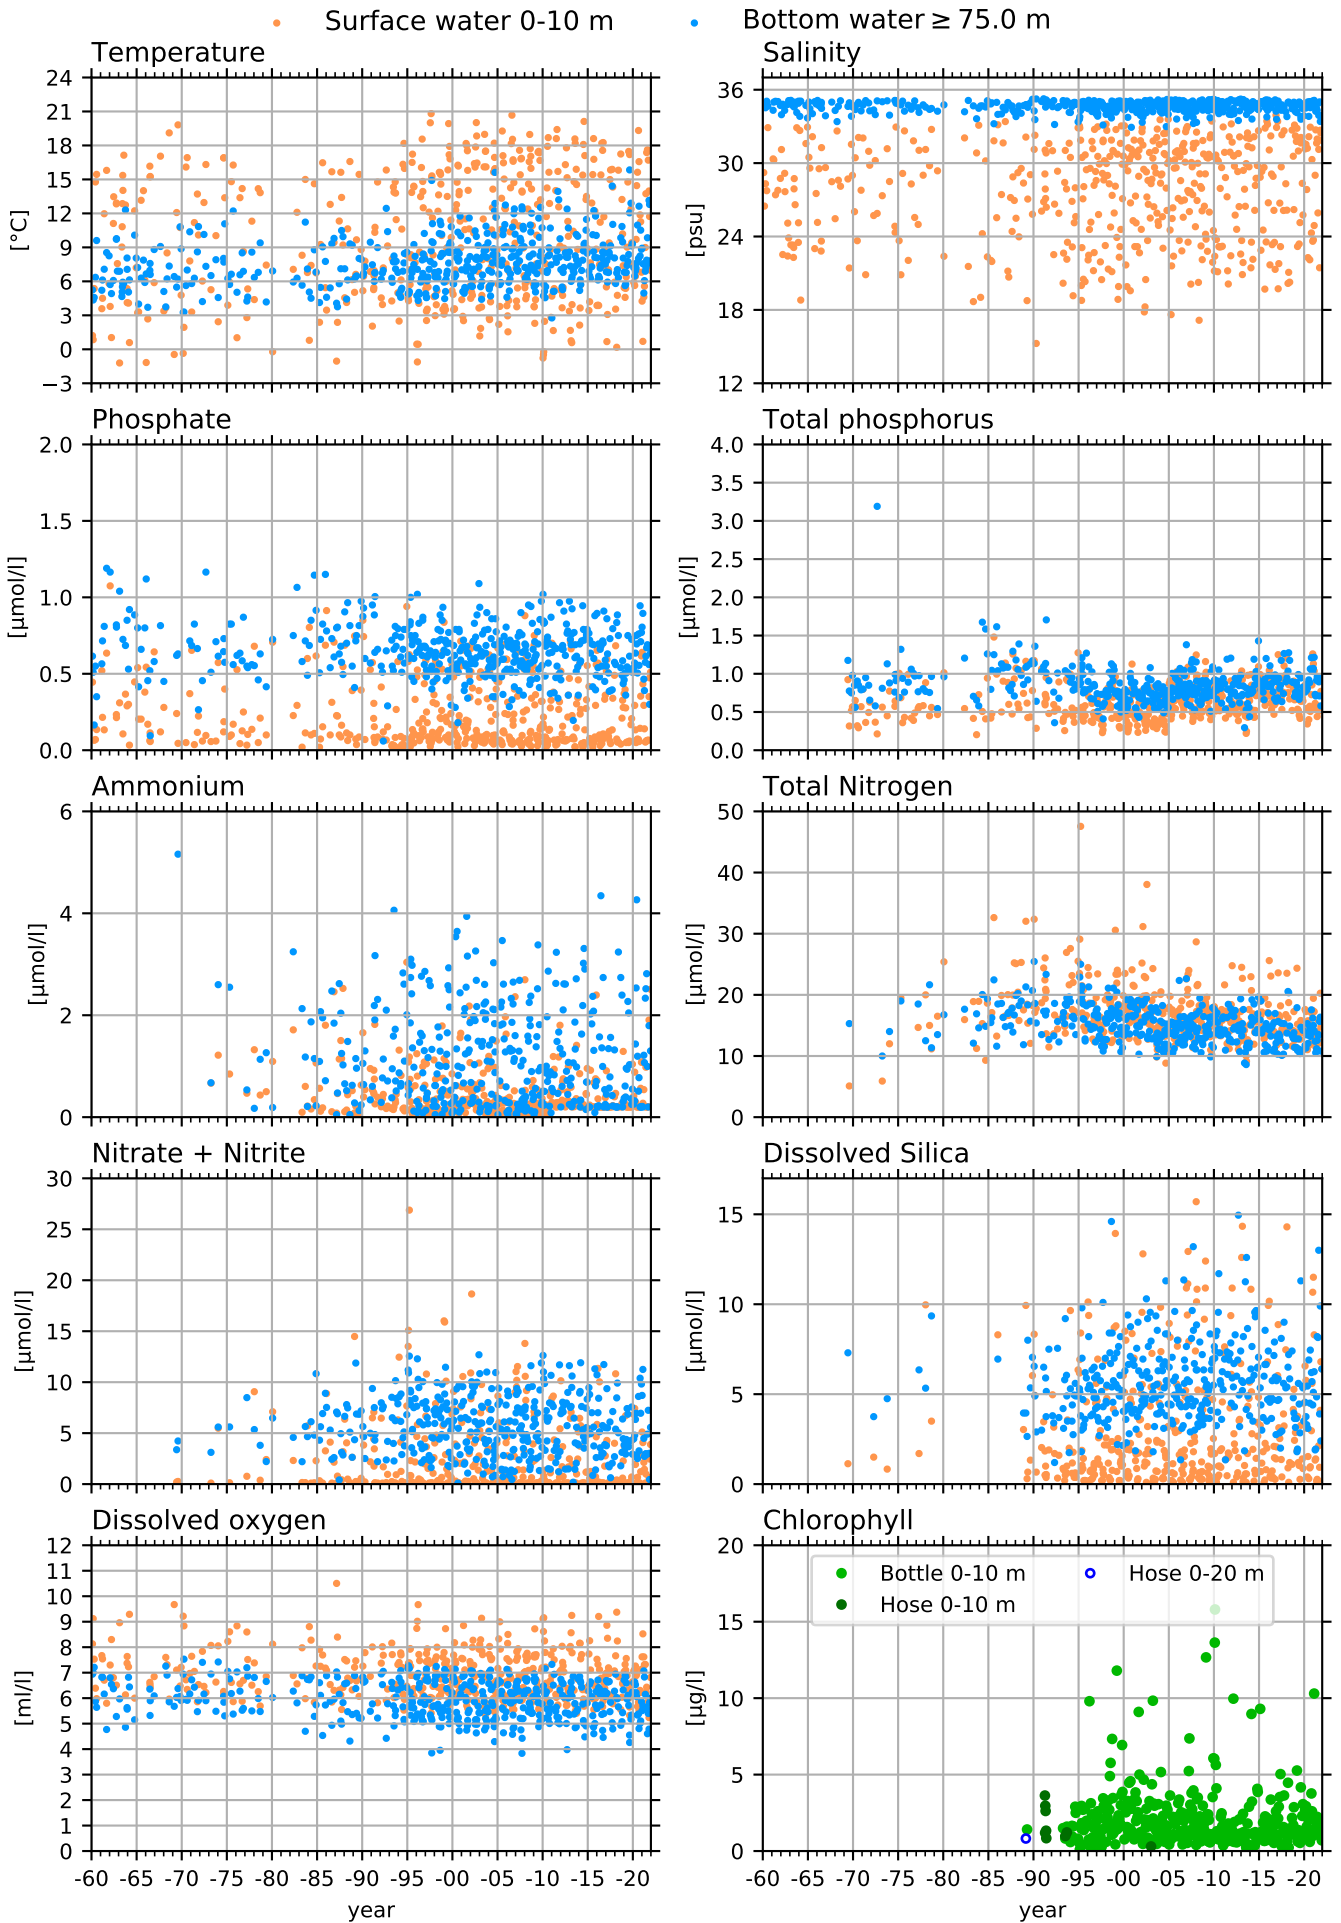 Surface water 0-10 m
Bottom water ≥ 75.0 m
Temperature
24
21
18
15
12
9
6
3
0
−3
[°C]
Salinity
36
30
24
18
12
[psu]
Phosphate
2.0
1.5
1.0
0.5
0.0
[µmol/l]
Total phosphorus
4.0
3.5
3.0
2.5
2.0
1.5
1.0
0.5
0.0
[µmol/l]
Ammonium
6
4
2
0
[µmol/l]
Total Nitrogen
50
40
30
20
10
0
[µmol/l]
Nitrate + Nitrite
30
25
20
15
10
5
0
[µmol/l]
Dissolved Silica
15
10
5
0
[µmol/l]
Dissolved oxygen
12
11
10
9
8
7
6
5
4
3
2
1
0
[ml/l]
-60 -65 -70 -75 -80 -85 -90 -95 -00 -05 -10 -15 -20
year
Chlorophyll
20
15
10
5
0
[µg/l]
Bottle 0-10 m
Hose 0-10 m
Hose 0-20 m
-60 -65 -70 -75 -80 -85 -90 -95 -00 -05 -10 -15 -20
year